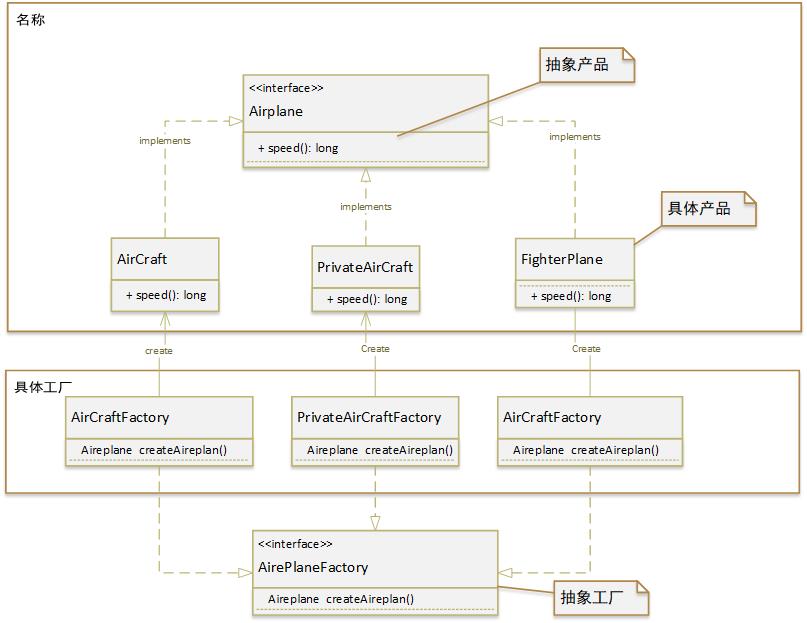 名称
抽象产品
<<interface>>
Airplane
+ speed(): long
implements
implements
implements
具体产品
AirCraft
+ speed(): long
PrivateAirCraft
+ speed(): long
FighterPlane
+ speed(): long
create
Create
Create
具体工厂
AirCraftFactory
Aireplane createAireplan()
PrivateAirCraftFactory
Aireplane createAireplan()
AirCraftFactory
Aireplane createAireplan()
<<interface>>
AirePlaneFactory
Aireplane createAireplan()
抽象工厂